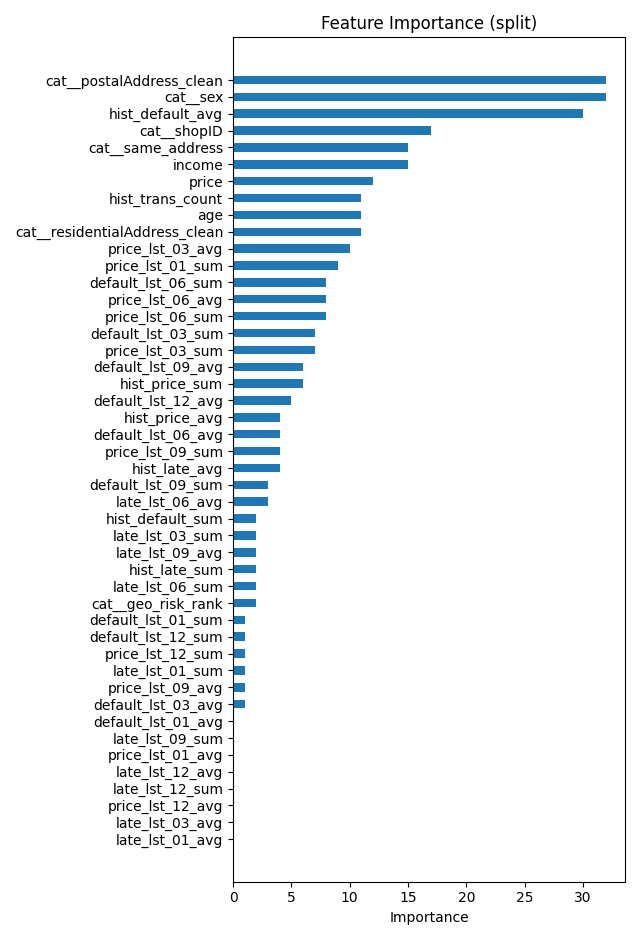 Feature Importance (split)
cat__postalAddress_clean
cat__sex
hist_default_avg
cat__shopID
cat__same_address
income
price
hist_trans_count
age
cat__residentialAddress_clean
price_lst_03_avg
price_lst_01_sum
default_lst_06_sum
price_lst_06_avg
price_lst_06_sum
default_lst_03_sum
price_lst_03_sum
default_lst_09_avg
hist_price_sum
default_lst_12_avg
hist_price_avg
default_lst_06_avg
price_lst_09_sum
hist_late_avg
default_lst_09_sum
late_lst_06_avg
hist_default_sum
late_lst_03_sum
late_lst_09_avg
hist_late_sum
late_lst_06_sum
cat__geo_risk_rank
default_lst_01_sum
default_lst_12_sum
price_lst_12_sum
late_lst_01_sum
price_lst_09_avg
default_lst_03_avg
default_lst_01_avg
late_lst_09_sum
price_lst_01_avg
late_lst_12_avg
late_lst_12_sum
price_lst_12_avg
late_lst_03_avg
late_lst_01_avg
0 5 10 15 20 25 30
Importance